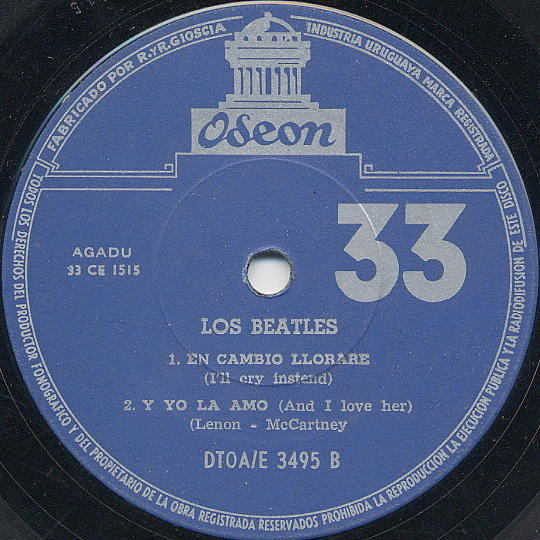 FABRICADO POR R.yR.GIOSCIA
INDUSTRIA URUGUAYA MARCA REGISTRADA
Odeon
33
AGADU
33 CE 1515
LOS BEATLES
1. EN CAMBIO LLORARE
(I'll cry instend)
2. Y YO LA AMO (And I love her)
(Lenon - McCartney
DTOA/E 3495 B
TODOS LOS DERECHOS DEL PRODUCTOR FONOGRAFICO Y DEL PROPIETARIO DE LA OBRA REGISTRADA RESERVADOS PROHIBIDA LA REPRODUCCION LA EJECUCION PUBLICA Y LA RADIODIFUSION DE ESTE DISCO